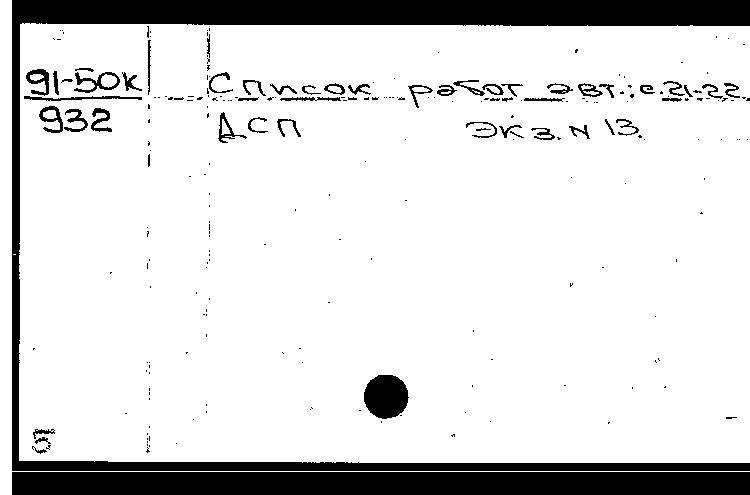 91-50к Список работ авт.: с. 21-22.
932 ДСП Экз. N 13.
5